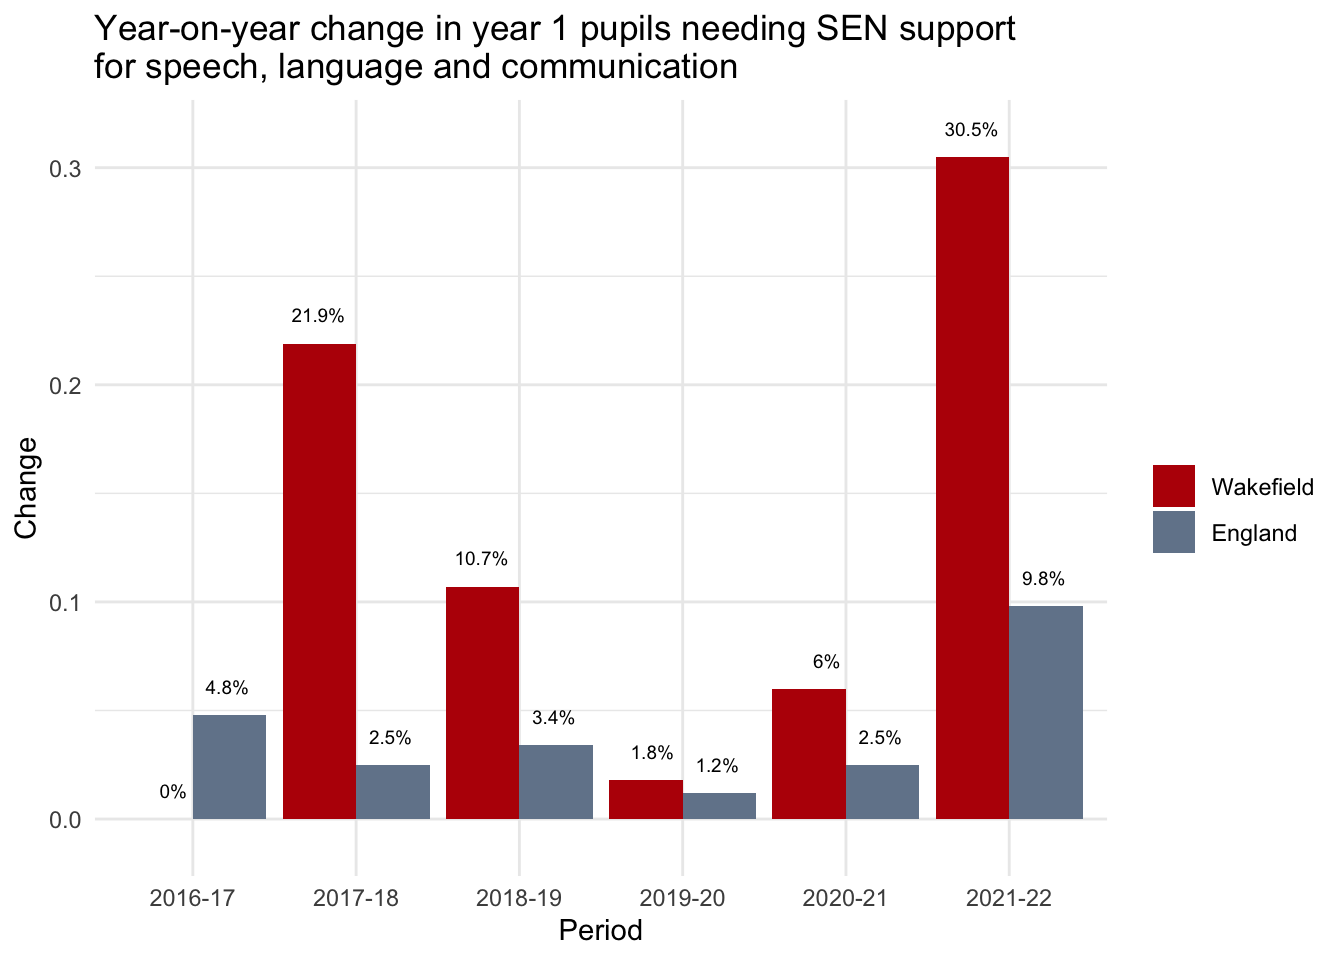 Year-on-year change in year 1 pupils needing SEN support
for speech, language and communication
30.5%
0.3
21.9%
0.2
Change
Wakefield
England
10.7%
9.8%
0.1
6%
4.8%
3.4%
2.5%
2.5%
1.8%
1.2%
0%
0.0
2016-17 2017-18 2018-19 2019-20 2020-21 2021-22
Period